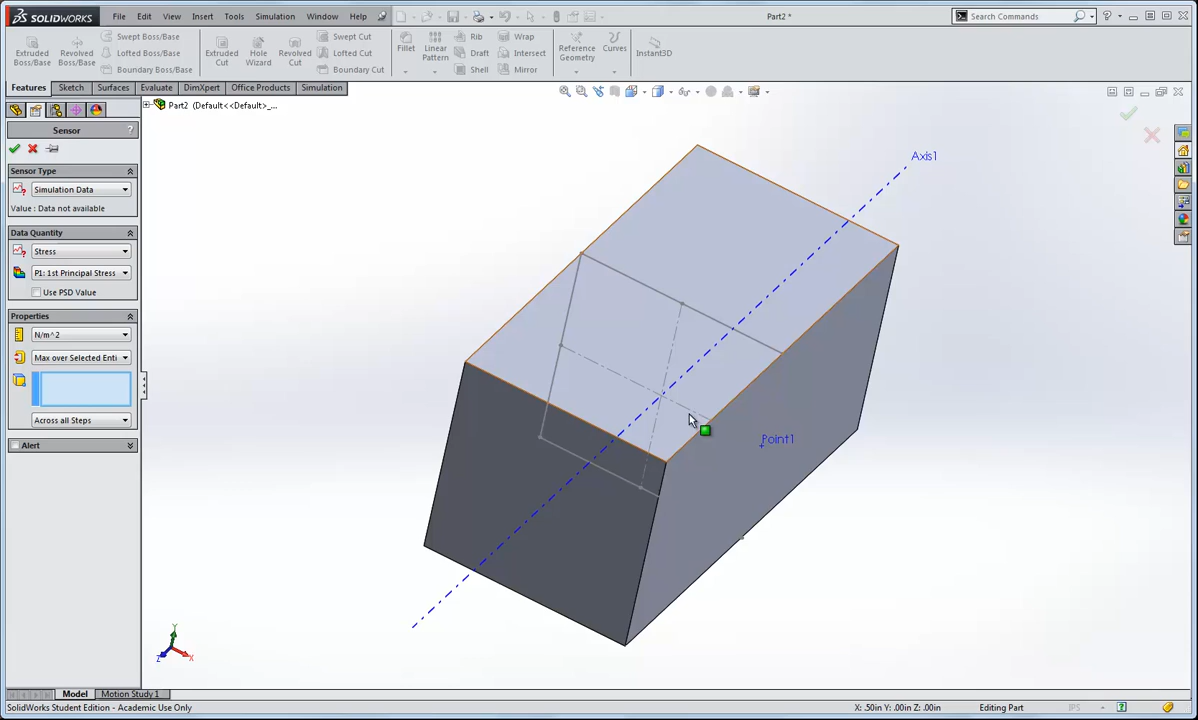 SOLIDWORKS File Edit View Insert Tools Simulation Window Help Part2 * Search Commands
Extruded Boss/Base
Revolved Boss/Base
Swept Boss/Base
Lofted Boss/Base
Boundary Boss/Base
Extruded Cut
Hole Wizard
Revolved Cut
Swept Cut
Lofted Cut
Boundary Cut
Fillet
Linear Pattern
Rib
Draft
Shell
Wrap
Intersect
Mirror
Reference Geometry
Curves
Instant3D
Features Sketch Surfaces Evaluate DimXpert Office Products Simulation
Part2 (Default<<Default>_...
Sensor ?
Sensor Type
Simulation Data
Value : Data not available
Data Quantity
Stress
P1: 1st Principal Stress
Use PSD Value
Properties
N/m^2
Max over Selected Enti
Across all Steps
Alert
Axis1
Point1
Y
Z X
Model Motion Study 1
SolidWorks Student Edition - Academic Use Only X: .50in Y: .00in Z: .00in Editing Part IPS